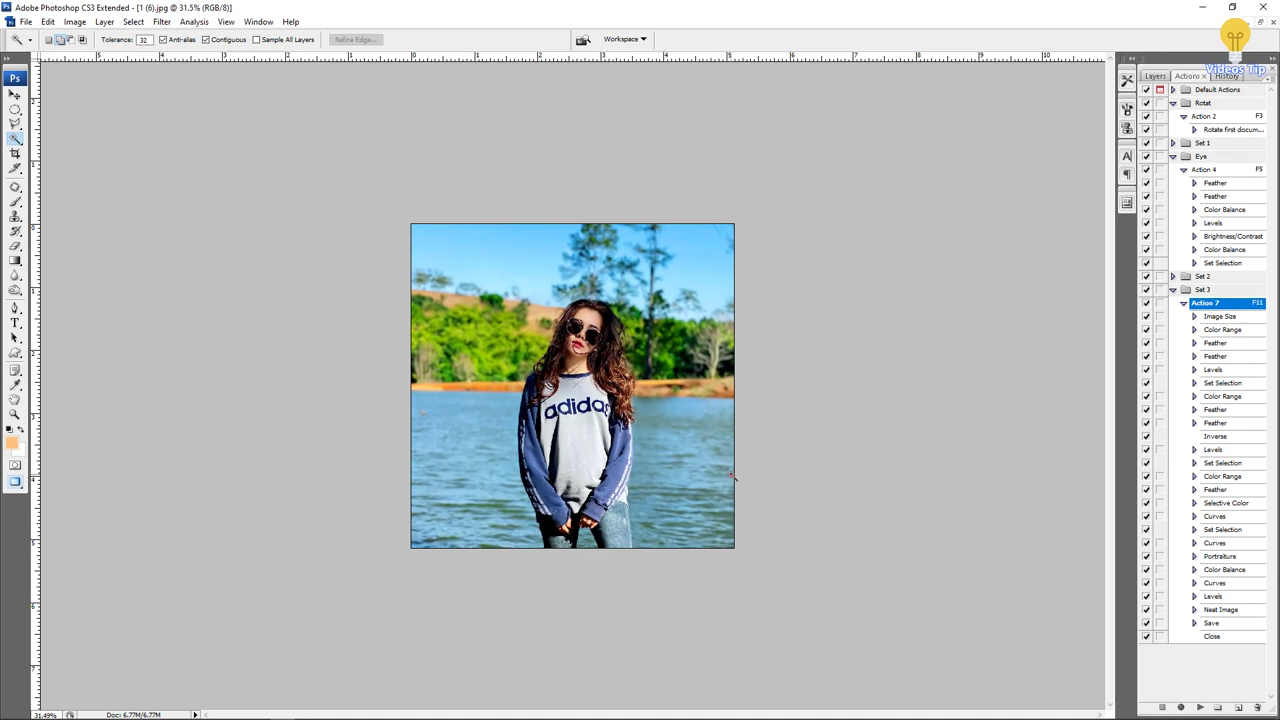 Adobe Photoshop CS3 Extended - [1 (6).jpg @ 31.5% (RGB/8)]
File Edit Image Layer Select Filter Analysis View Window Help
Tolerance: 32 Anti-alias Contiguous Sample All Layers Refine Edge... Workspace
Videos Tip
Ps
Layers Actions x History
Default Actions
Rotat
Action 2 F3
Rotate first docum...
Set 1
Eye
Action 4 F5
Feather
Feather
Color Balance
Levels
Brightness/Contrast
Color Balance
Set Selection
Set 2
Set 3
Action 7 F11
Image Size
Color Range
Feather
Feather
Levels
Set Selection
Color Range
Feather
Feather
Inverse
Levels
Set Selection
Color Range
Feather
Selective Color
Curves
Set Selection
Curves
Portraiture
Color Balance
Curves
Levels
Neat Image
Save
Close
adidas
31.49% Doc: 6.77M/6.77M